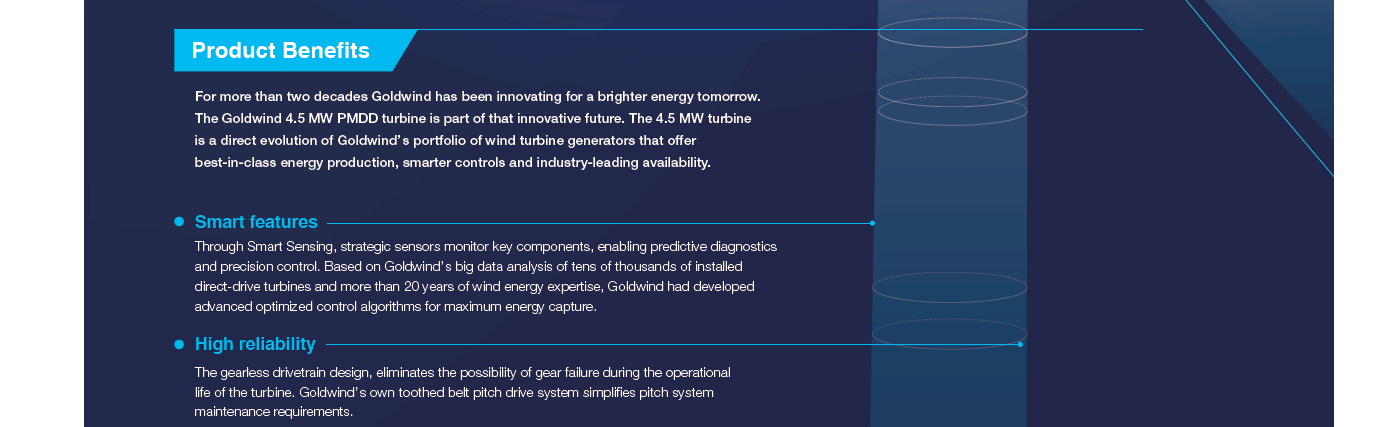 Product Benefits
For more than two decades Goldwind has been innovating for a brighter energy tomorrow.
The Goldwind 4.5 MW PMDD turbine is part of that innovative future. The 4.5 MW turbine
is a direct evolution of Goldwind's portfolio of wind turbine generators that offer
best-in-class energy production, smarter controls and industry-leading availability.
Smart features
Through Smart Sensing, strategic sensors monitor key components, enabling predictive diagnostics
and precision control. Based on Goldwind's big data analysis of tens of thousands of installed
direct-drive turbines and more than 20 years of wind energy expertise, Goldwind had developed
advanced optimized control algorithms for maximum energy capture.
High reliability
The gearless drivetrain design, eliminates the possibility of gear failure during the operational
life of the turbine. Goldwind's own toothed belt pitch drive system simplifies pitch system
maintenance requirements.